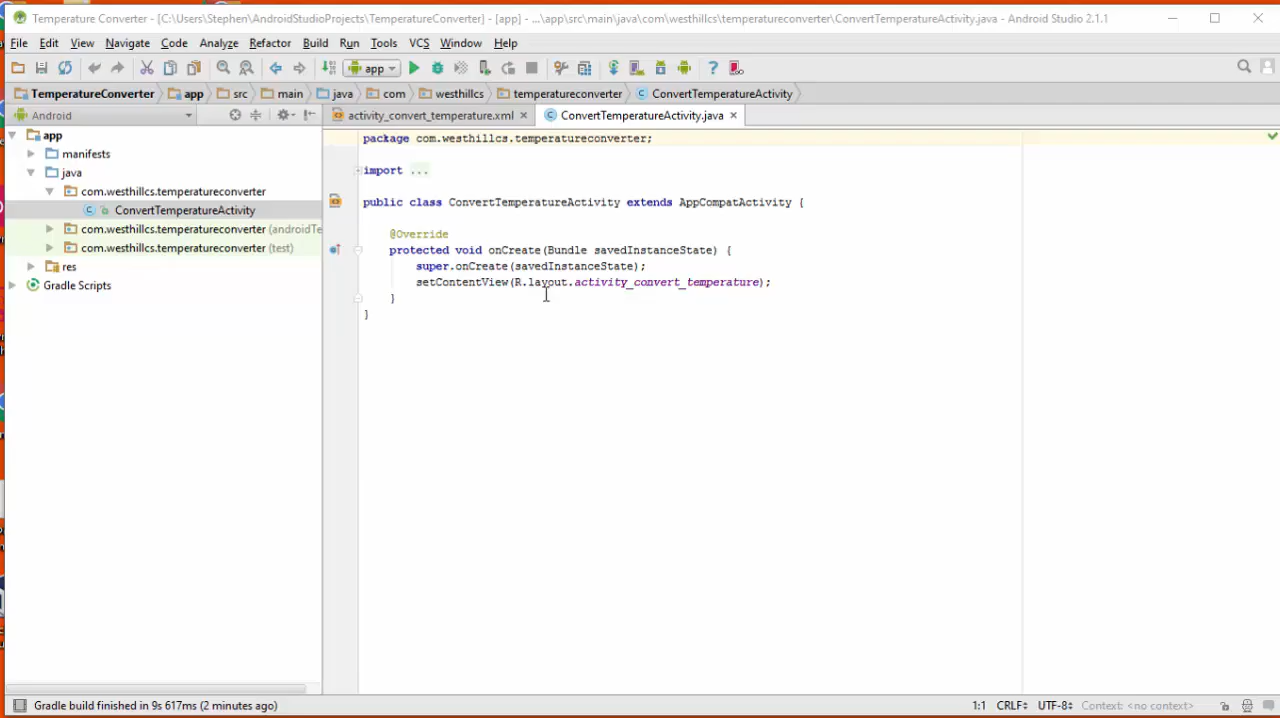 Temperature Converter - [C:\Users\Stephen\AndroidStudioProjects\TemperatureConverter] - [app] - ...\app\src\main\java\com\westhillcs\temperatureconverter\ConvertTemperatureActivity.java - Android Studio 2.1.1
File Edit View Navigate Code Analyze Refactor Build Run Tools VCS Window Help
app
TemperatureConverter app src main java com westhillcs temperatureconverter ConvertTemperatureActivity
Android activity_convert_temperature.xml ConvertTemperatureActivity.java
app
manifests
java
com.westhillcs.temperatureconverter
ConvertTemperatureActivity
com.westhillcs.temperatureconverter (androidTe
com.westhillcs.temperatureconverter (test)
res
Gradle Scripts
package com.westhillcs.temperatureconverter;
import ...
public class ConvertTemperatureActivity extends AppCompatActivity {
@Override
protected void onCreate(Bundle savedInstanceState) {
super.onCreate(savedInstanceState);
setContentView(R.layout.activity_convert_temperature);
}
}
Gradle build finished in 9s 617ms (2 minutes ago) 1:1 CRLF UTF-8 Context: <no context>